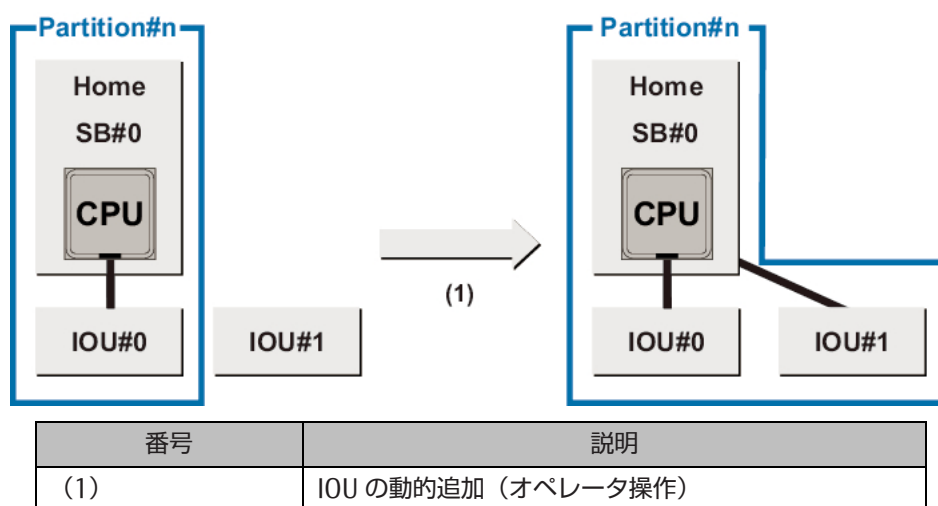 Partition#n
Home
SB#0
CPU
IOU#0
IOU#1
(1)
Partition#n
Home
SB#0
CPU
IOU#0
IOU#1
番号 説明
（1） IOU の動的追加（オペレータ操作）